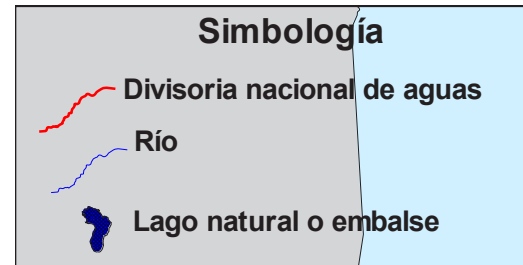 Simbología
Divisoria nacional de aguas
Río
Lago natural o embalse